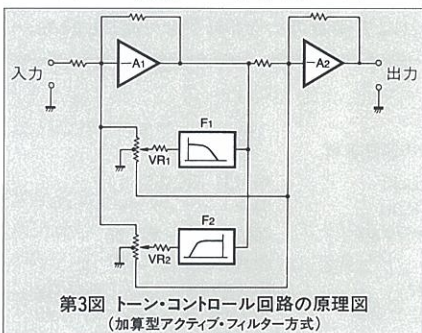 入力
−A1
−A2
出力
F1
VR1
F2
VR2
第3図 トーン・コントロール回路の原理図
(加算型アクティブ・フィルター方式)